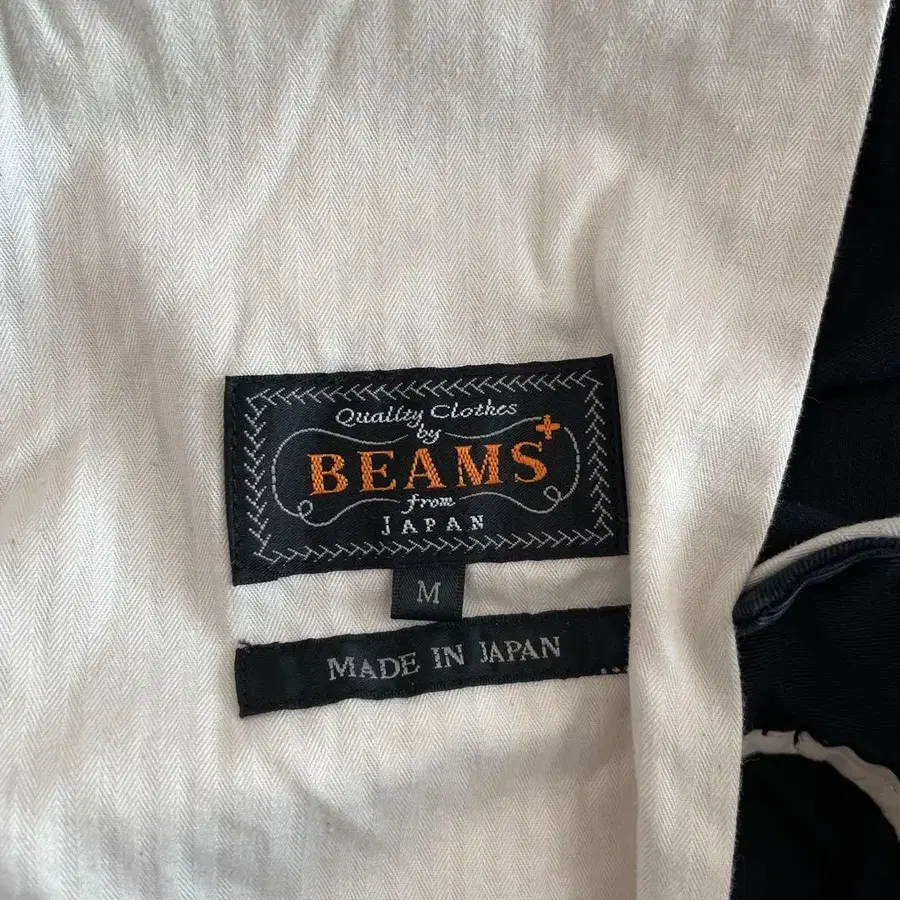 Quality Clothes
by
BEAMS+
from
JAPAN
M
MADE IN JAPAN